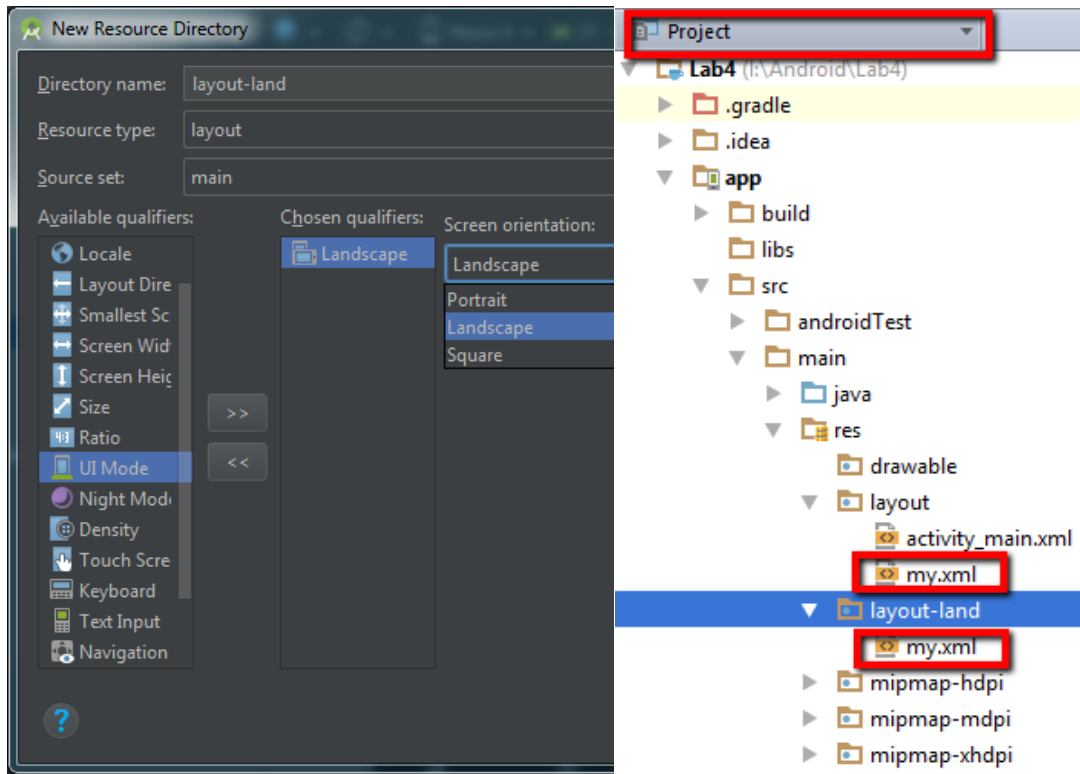 New Resource Directory
Directory name:
layout-land
Resource type:
layout
Source set:
main
Available qualifiers:
Locale
Layout Dire
Smallest Sc
Screen Wid
Screen Heig
Size
4:3 Ratio
UI Mode
Night Mod
Density
Touch Scre
Keyboard
Text Input
Navigation
>>
<<
Chosen qualifiers:
Landscape
Screen orientation:
Landscape
Portrait
Landscape
Square
?
Project
Lab4 (I:\Android\Lab4)
.gradle
.idea
app
build
libs
src
androidTest
main
java
res
drawable
layout
activity_main.xml
my.xml
layout-land
my.xml
mipmap-hdpi
mipmap-mdpi
mipmap-xhdpi